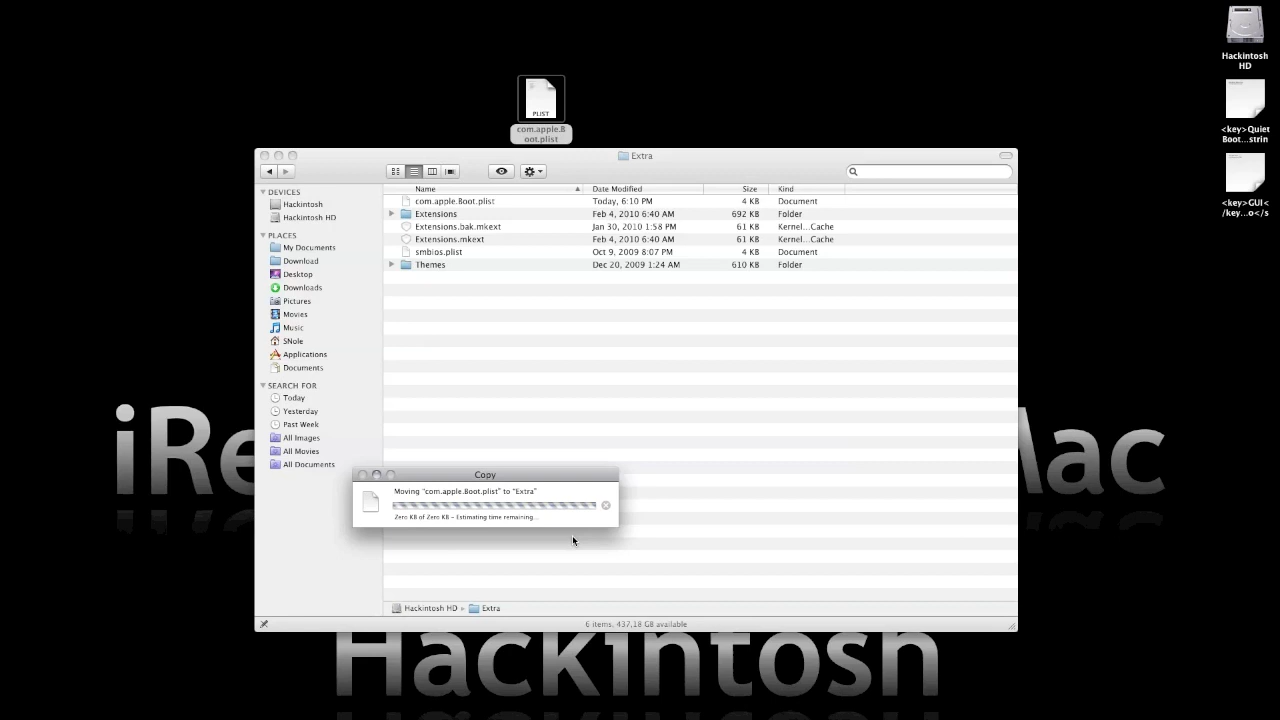 Hackintosh
HD
PLIST
com.apple.B
oot.plist
<key>Quiet
Boot...strin
<key>GUI<
/key...o</s
Extra
Name
Date Modified
Size
Kind
DEVICES
Hackintosh
Hackintosh HD
PLACES
My Documents
Download
Desktop
Downloads
Pictures
Movies
Music
SNole
Applications
Documents
SEARCH FOR
Today
Yesterday
Past Week
All Images
All Movies
All Documents
com.apple.Boot.plist Today, 6:10 PM 4 KB Document
Extensions Feb 4, 2010 6:40 AM 692 KB Folder
Extensions.bak.mkext Jan 30, 2010 1:58 PM 61 KB Kernel...Cache
Extensions.mkext Feb 4, 2010 6:40 AM 61 KB Kernel...Cache
smbios.plist Oct 9, 2009 8:07 PM 4 KB Document
Themes Dec 20, 2009 1:24 AM 610 KB Folder
Copy
Moving "com.apple.Boot.plist" to "Extra"
Zero KB of Zero KB - Estimating time remaining...
Hackintosh HD Extra
6 items, 437.18 GB available
iRe Mac
Hackintosh